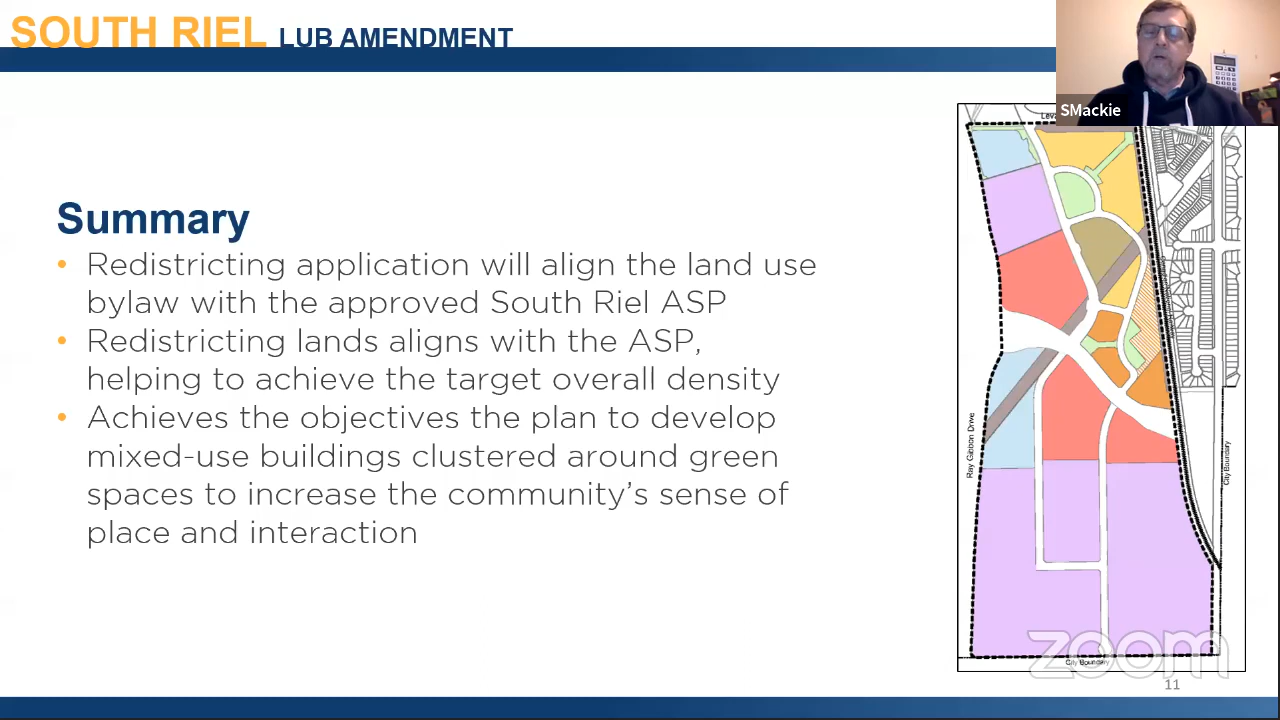 SOUTH RIEL LUB AMENDMENT
SMackie
Summary
• Redistricting application will align the land use
bylaw with the approved South Riel ASP
• Redistricting lands aligns with the ASP,
helping to achieve the target overall density
• Achieves the objectives the plan to develop
mixed-use buildings clustered around green
spaces to increase the community's sense of
place and interaction
Ray Gibbon Drive
City Boundary
City Boundary
zoom
11